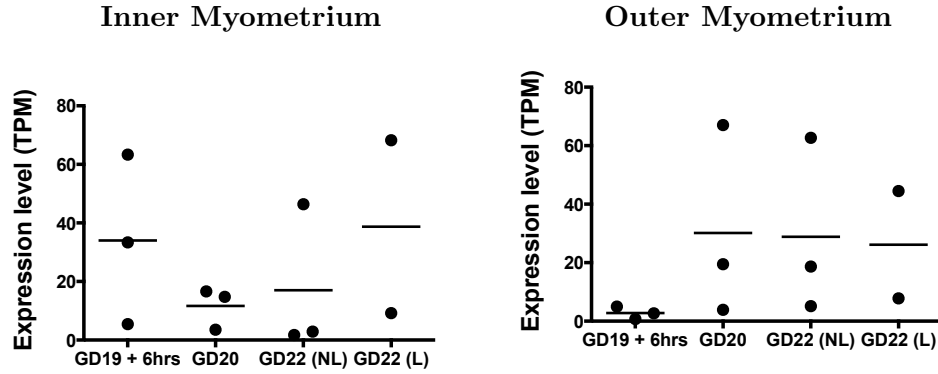 Inner Myometrium
Expression level (TPM)
80
60
40
20
0
GD19 + 6hrs GD20 GD22 (NL) GD22 (L)
Outer Myometrium
Expression level (TPM)
80
60
40
20
0
GD19 + 6hrs GD20 GD22 (NL) GD22 (L)